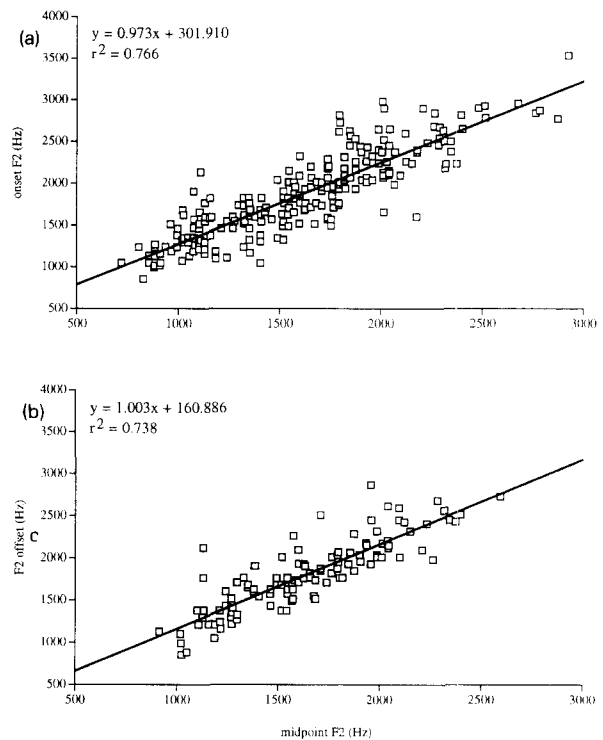 (a)
y = 0.973x + 301.910
r2 = 0.766
4000
3500
3000
2500
2000
1500
1000
500
onset F2 (Hz)
500 1000 1500 2000 2500 3000
(b)
y = 1.003x + 160.886
r2 = 0.738
4000
3500
3000
2500
2000
1500
1000
500
F2 offset (Hz)
c
500 1000 1500 2000 2500 3000
midpoint F2 (Hz)